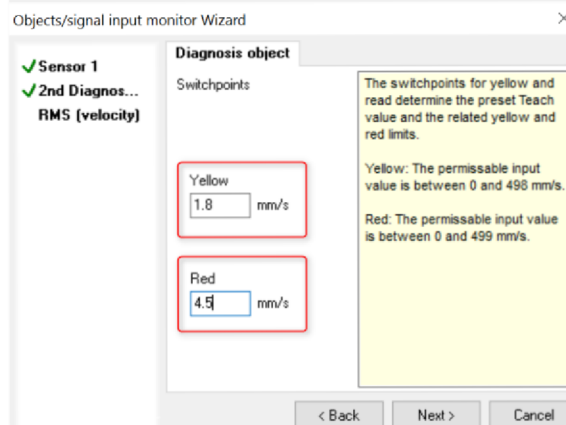 Objects/signal input monitor Wizard
Sensor 1
2nd Diagnos...
RMS (velocity)
Diagnosis object
Switchpoints
Yellow
1.8 mm/s
Red
4.5 mm/s
The switchpoints for yellow and
read determine the preset Teach
value and the related yellow and
red limits.
Yellow: The permissable input
value is between 0 and 498 mm/s.
Red: The permissable input value
is between 0 and 499 mm/s.
< Back
Next >
Cancel